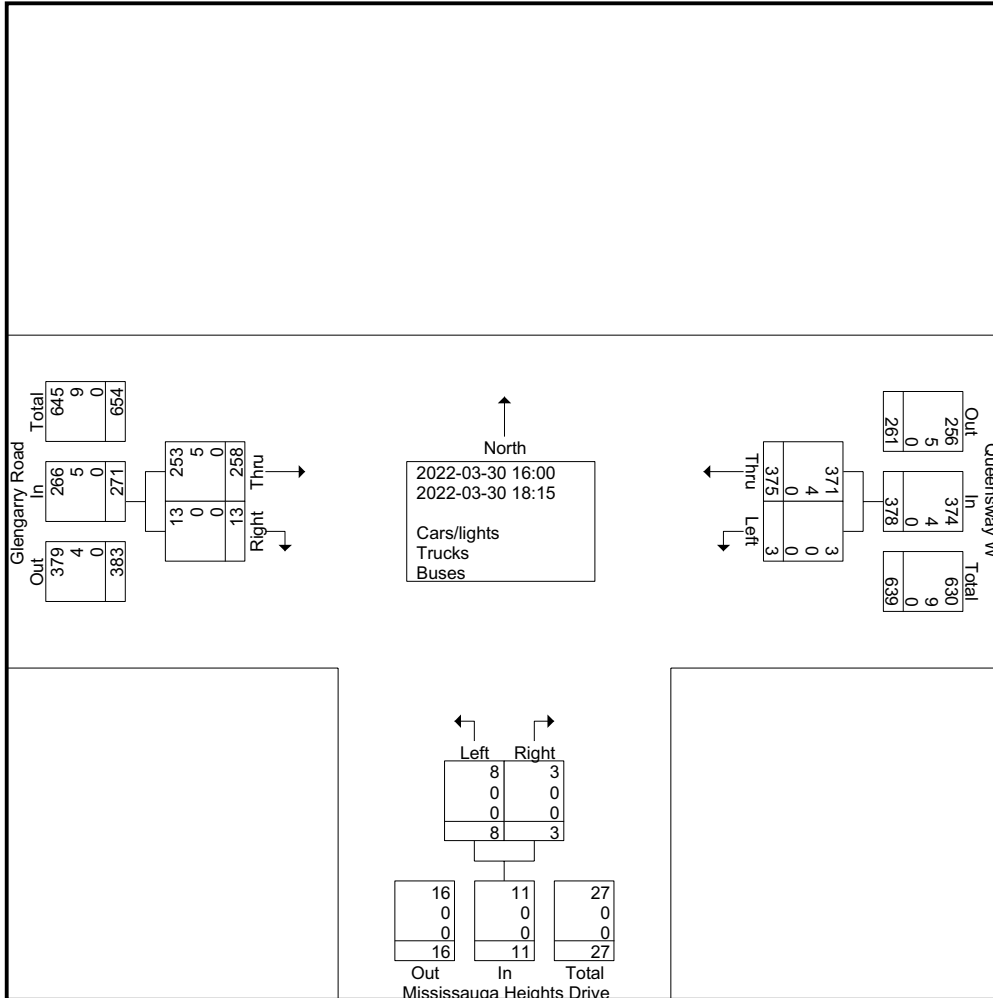 Glengarry Road
Total
645
9
0
654
In
266
5
0
271
Out
379
4
0
383
Thru
253
5
0
258
Right
13
0
0
13
North
2022-03-30 16:00
2022-03-30 18:15
Cars/lights
Trucks
Buses
Thru
371
4
0
375
Left
3
0
0
3
Queensway W
Out
256
5
0
261
In
374
4
0
378
Total
630
9
0
639
Left Right
8 3
0 0
0 0
8 3
16 11 27
0 0 0
0 0 0
16 11 27
Out In Total
Mississauga Heights Drive